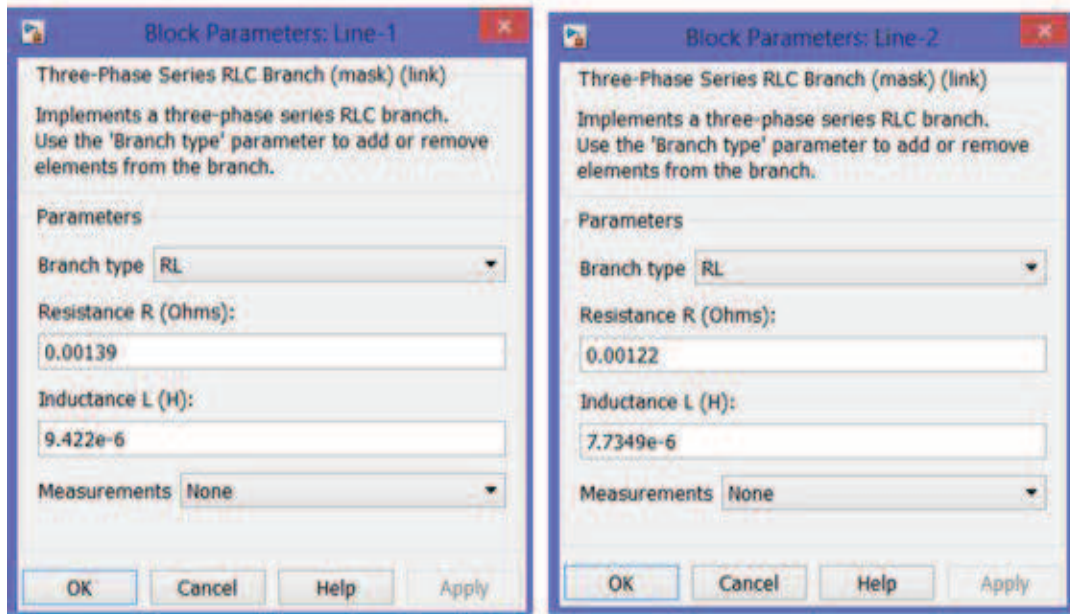 Block Parameters: Line-1
Three-Phase Series RLC Branch (mask) (link)
Implements a three-phase series RLC branch.
Use the 'Branch type' parameter to add or remove
elements from the branch.
Parameters
Branch type RL
Resistance R (Ohms):
0.00139
Inductance L (H):
9.422e-6
Measurements None
OK Cancel Help Apply
Block Parameters: Line-2
Three-Phase Series RLC Branch (mask) (link)
Implements a three-phase series RLC branch.
Use the 'Branch type' parameter to add or remove
elements from the branch.
Parameters
Branch type RL
Resistance R (Ohms):
0.00122
Inductance L (H):
7.7349e-6
Measurements None
OK Cancel Help Apply